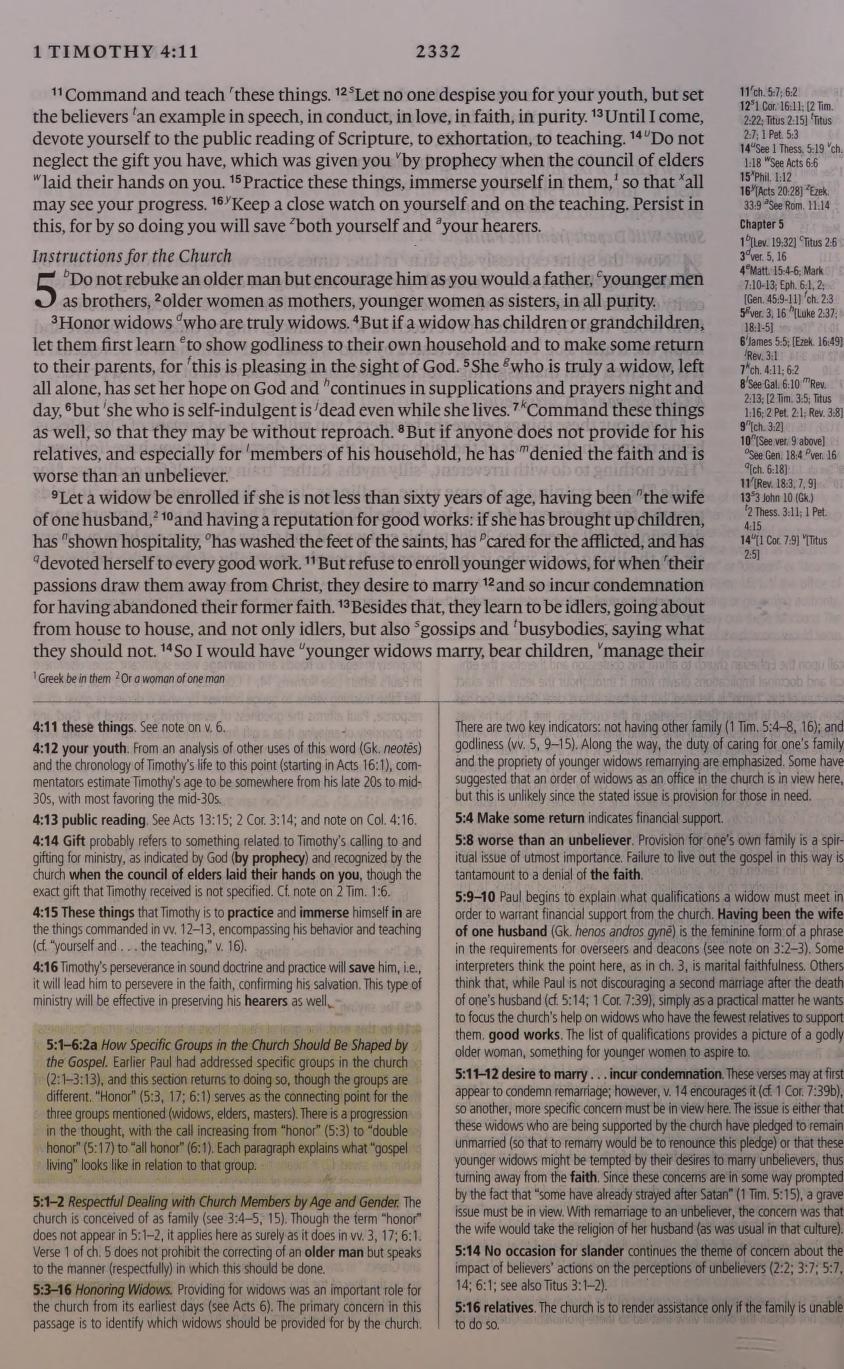 1 TIMOTHY 4:11
2332
¹¹Command and teach ʳthese things. ¹²ˢLet no one despise you for your youth, but set
the believers ᵗan example in speech, in conduct, in love, in faith, in purity. ¹³Until I come,
devote yourself to the public reading of Scripture, to exhortation, to teaching. ¹⁴ᵘDo not
neglect the gift you have, which was given you ᵛby prophecy when the council of elders
ʷlaid their hands on you. ¹⁵Practice these things, immerse yourself in them,¹ so that ˣall
may see your progress. ¹⁶ʸKeep a close watch on yourself and on the teaching. Persist in
this, for by so doing you will save ᶻboth yourself and ᵃyour hearers.
Instructions for the Church
5 ᵇDo not rebuke an older man but encourage him as you would a father, ᶜyounger men
as brothers, ²older women as mothers, younger women as sisters, in all purity.
³Honor widows ᵈwho are truly widows. ⁴But if a widow has children or grandchildren,
let them first learn ᵉto show godliness to their own household and to make some return
to their parents, for ᶠthis is pleasing in the sight of God. ⁵She ᵍwho is truly a widow, left
all alone, has set her hope on God and ʰcontinues in supplications and prayers night and
day, ⁶but ⁱshe who is self-indulgent is ʲdead even while she lives. ⁷ᵏCommand these things
as well, so that they may be without reproach. ⁸But if anyone does not provide for his
relatives, and especially for ˡmembers of his household, he has ᵐdenied the faith and is
worse than an unbeliever.
⁹Let a widow be enrolled if she is not less than sixty years of age, having been ⁿthe wife
of one husband,² ¹⁰and having a reputation for good works: if she has brought up children,
has ⁿshown hospitality, ᵒhas washed the feet of the saints, has ᵖcared for the afflicted, and has
qdevoted herself to every good work. ¹¹But refuse to enroll younger widows, for when ʳtheir
passions draw them away from Christ, they desire to marry ¹²and so incur condemnation
for having abandoned their former faith. ¹³Besides that, they learn to be idlers, going about
from house to house, and not only idlers, but also ˢgossips and ᵗbusybodies, saying what
they should not. ¹⁴So I would have ᵘyounger widows marry, bear children, ᵛmanage their
¹ Greek be in them ² Or a woman of one man
11ʳch. 5:7; 6:2
12ˢ1 Cor. 16:11; [2 Tim.
2:22; Titus 2:15] ᵗTitus
2:7; 1 Pet. 5:3
14ᵘSee 1 Thess. 5:19 ᵛch.
1:18 ʷSee Acts 6:6
15ˣPhil. 1:12
16ʸ[Acts 20:28] ᶻEzek.
33:9 ᵃSee Rom. 11:14
Chapter 5
1ᵇ[Lev. 19:32] ᶜTitus 2:6
3ᵈver. 5, 16
4ᵉMatt. 15:4-6; Mark
7:10-13; Eph. 6:1, 2;
[Gen. 45:9-11] ᶠch. 2:3
5ᵍver. 3, 16 ʰ[Luke 2:37;
18:1-5]
6ⁱJames 5:5; [Ezek. 16:49]
ʲRev. 3:1
7ᵏch. 4:11; 6:2
8ˡSee Gal. 6:10 ᵐRev.
2:13; [2 Tim. 3:5; Titus
1:16; 2 Pet. 2:1; Rev. 3:8]
9ⁿ[ch. 3:2]
10ⁿ[See ver. 9 above]
ᵒSee Gen. 18:4 ᵖver. 16
q[ch. 6:18]
11ʳ[Rev. 18:3, 7, 9]
13ˢ3 John 10 (Gk.)
ᵗ2 Thess. 3:11; 1 Pet.
4:15
14ᵘ[1 Cor. 7:9] ᵛ[Titus
2:5]
4:11 these things. See note on v. 6.
4:12 your youth. From an analysis of other uses of this word (Gk. neotēs)
and the chronology of Timothy's life to this point (starting in Acts 16:1), com-
mentators estimate Timothy's age to be somewhere from his late 20s to mid-
30s, with most favoring the mid-30s.
4:13 public reading. See Acts 13:15; 2 Cor. 3:14; and note on Col. 4:16.
4:14 Gift probably refers to something related to Timothy's calling to and
gifting for ministry, as indicated by God (by prophecy) and recognized by the
church when the council of elders laid their hands on you, though the
exact gift that Timothy received is not specified. Cf. note on 2 Tim. 1:6.
4:15 These things that Timothy is to practice and immerse himself in are
the things commanded in vv. 12–13, encompassing his behavior and teaching
(cf. "yourself and . . . the teaching," v. 16).
4:16 Timothy's perseverance in sound doctrine and practice will save him, i.e.,
it will lead him to persevere in the faith, confirming his salvation. This type of
ministry will be effective in preserving his hearers as well.
5:1–6:2a How Specific Groups in the Church Should Be Shaped by
the Gospel. Earlier Paul had addressed specific groups in the church
(2:1–3:13), and this section returns to doing so, though the groups are
different. "Honor" (5:3, 17; 6:1) serves as the connecting point for the
three groups mentioned (widows, elders, masters). There is a progression
in the thought, with the call increasing from "honor" (5:3) to "double
honor" (5:17) to "all honor" (6:1). Each paragraph explains what "gospel
living" looks like in relation to that group.
5:1–2 Respectful Dealing with Church Members by Age and Gender. The
church is conceived of as family (see 3:4–5, 15). Though the term "honor"
does not appear in 5:1–2, it applies here as surely as it does in vv. 3, 17; 6:1.
Verse 1 of ch. 5 does not prohibit the correcting of an older man but speaks
to the manner (respectfully) in which this should be done.
5:3–16 Honoring Widows. Providing for widows was an important role for
the church from its earliest days (see Acts 6). The primary concern in this
passage is to identify which widows should be provided for by the church.
There are two key indicators: not having other family (1 Tim. 5:4–8, 16); and
godliness (vv. 5, 9–15). Along the way, the duty of caring for one's family
and the propriety of younger widows remarrying are emphasized. Some have
suggested that an order of widows as an office in the church is in view here,
but this is unlikely since the stated issue is provision for those in need.
5:4 Make some return indicates financial support.
5:8 worse than an unbeliever. Provision for one's own family is a spir-
itual issue of utmost importance. Failure to live out the gospel in this way is
tantamount to a denial of the faith.
5:9–10 Paul begins to explain what qualifications a widow must meet in
order to warrant financial support from the church. Having been the wife
of one husband (Gk. henos andros gynē) is the feminine form of a phrase
in the requirements for overseers and deacons (see note on 3:2–3). Some
interpreters think the point here, as in ch. 3, is marital faithfulness. Others
think that, while Paul is not discouraging a second marriage after the death
of one's husband (cf. 5:14; 1 Cor. 7:39), simply as a practical matter he wants
to focus the church's help on widows who have the fewest relatives to support
them. good works. The list of qualifications provides a picture of a godly
older woman, something for younger women to aspire to.
5:11–12 desire to marry . . . incur condemnation. These verses may at first
appear to condemn remarriage; however, v. 14 encourages it (cf. 1 Cor. 7:39b),
so another, more specific concern must be in view here. The issue is either that
these widows who are being supported by the church have pledged to remain
unmarried (so that to remarry would be to renounce this pledge) or that these
younger widows might be tempted by their desires to marry unbelievers, thus
turning away from the faith. Since these concerns are in some way prompted
by the fact that "some have already strayed after Satan" (1 Tim. 5:15), a grave
issue must be in view. With remarriage to an unbeliever, the concern was that
the wife would take the religion of her husband (as was usual in that culture).
5:14 No occasion for slander continues the theme of concern about the
impact of believers' actions on the perceptions of unbelievers (2:2; 3:7; 5:7,
14; 6:1; see also Titus 3:1–2).
5:16 relatives. The church is to render assistance only if the family is unable
to do so.